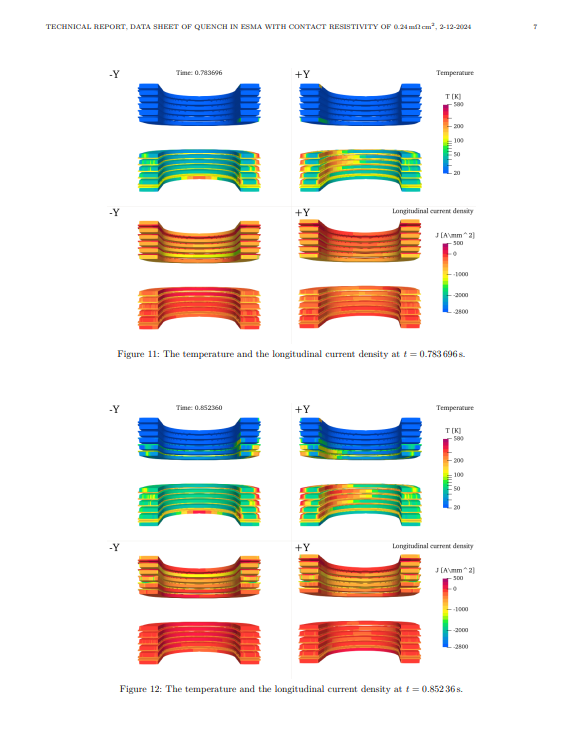 TECHNICAL REPORT, DATA SHEET OF QUENCH IN ESMA WITH CONTACT RESISTIVITY OF 0.24 mΩ cm², 2-12-2024 7
-Y Time: 0.783696 +Y Temperature
T [K]
580
200
100
50
20
-Y +Y Longitudinal current density
J [A\mm^2]
500
0
-1000
-2000
-2800
Figure 11: The temperature and the longitudinal current density at t = 0.783 696 s.
-Y Time: 0.852360 +Y Temperature
T [K]
580
200
100
50
20
-Y +Y Longitudinal current density
J [A\mm^2]
500
0
-1000
-2000
-2800
Figure 12: The temperature and the longitudinal current density at t = 0.852 36 s.